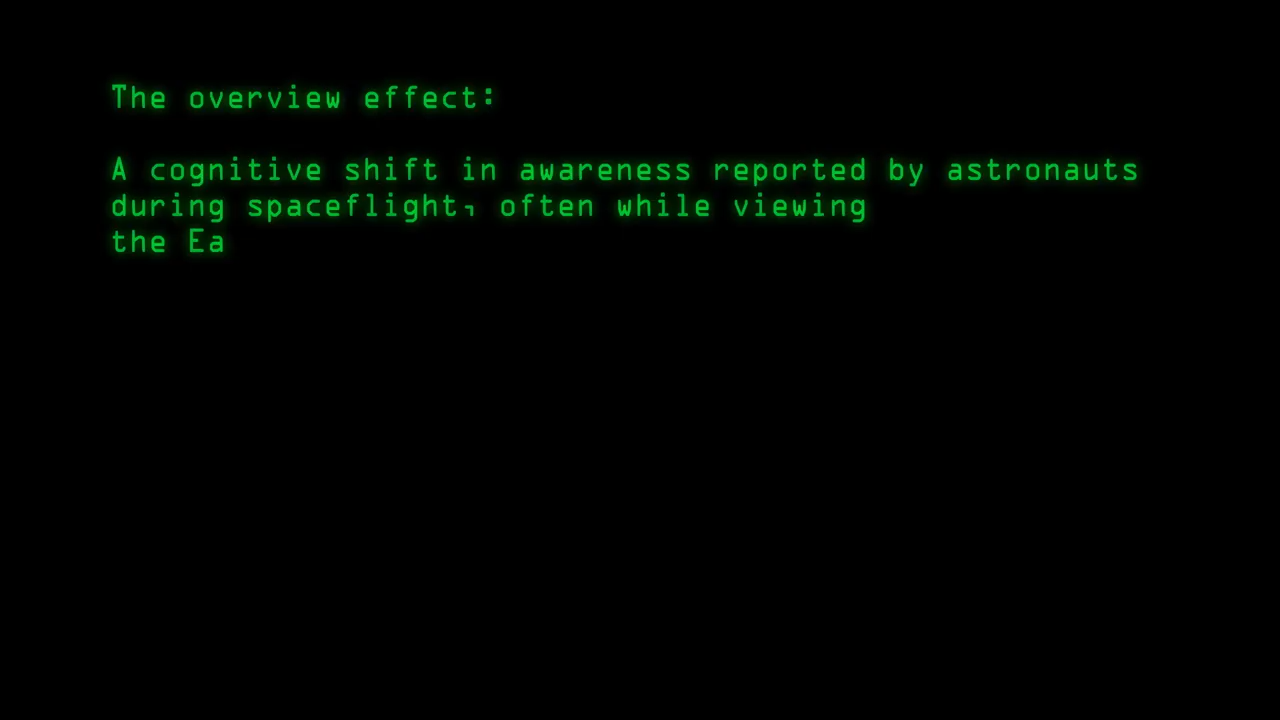 The overview effect:
A cognitive shift in awareness reported by astronauts
during spaceflight, often while viewing
the Ea